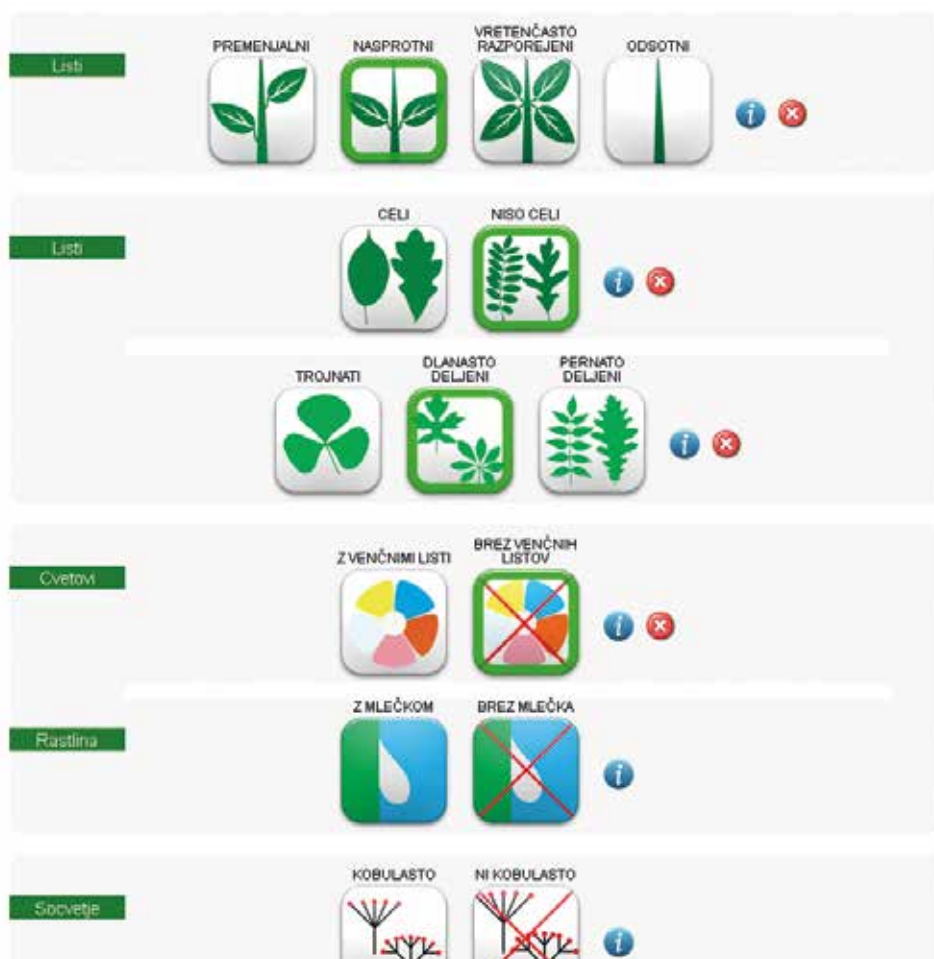 Listi
PREMENJALNI
NASPROTNI
VRETENČASTO
RAZPOREJENI
ODSOTNI
Listi
CELI
NISO CELI
TROJNATI
DLANASTO
DELJENI
PERNATO
DELJENI
Cvetovi
Z VENČNIMI LISTI
BREZ VENČNIH
LISTOV
Rastlina
Z MLEČKOM
BREZ MLEČKA
Socvetje
KOBULASTO
NI KOBULASTO